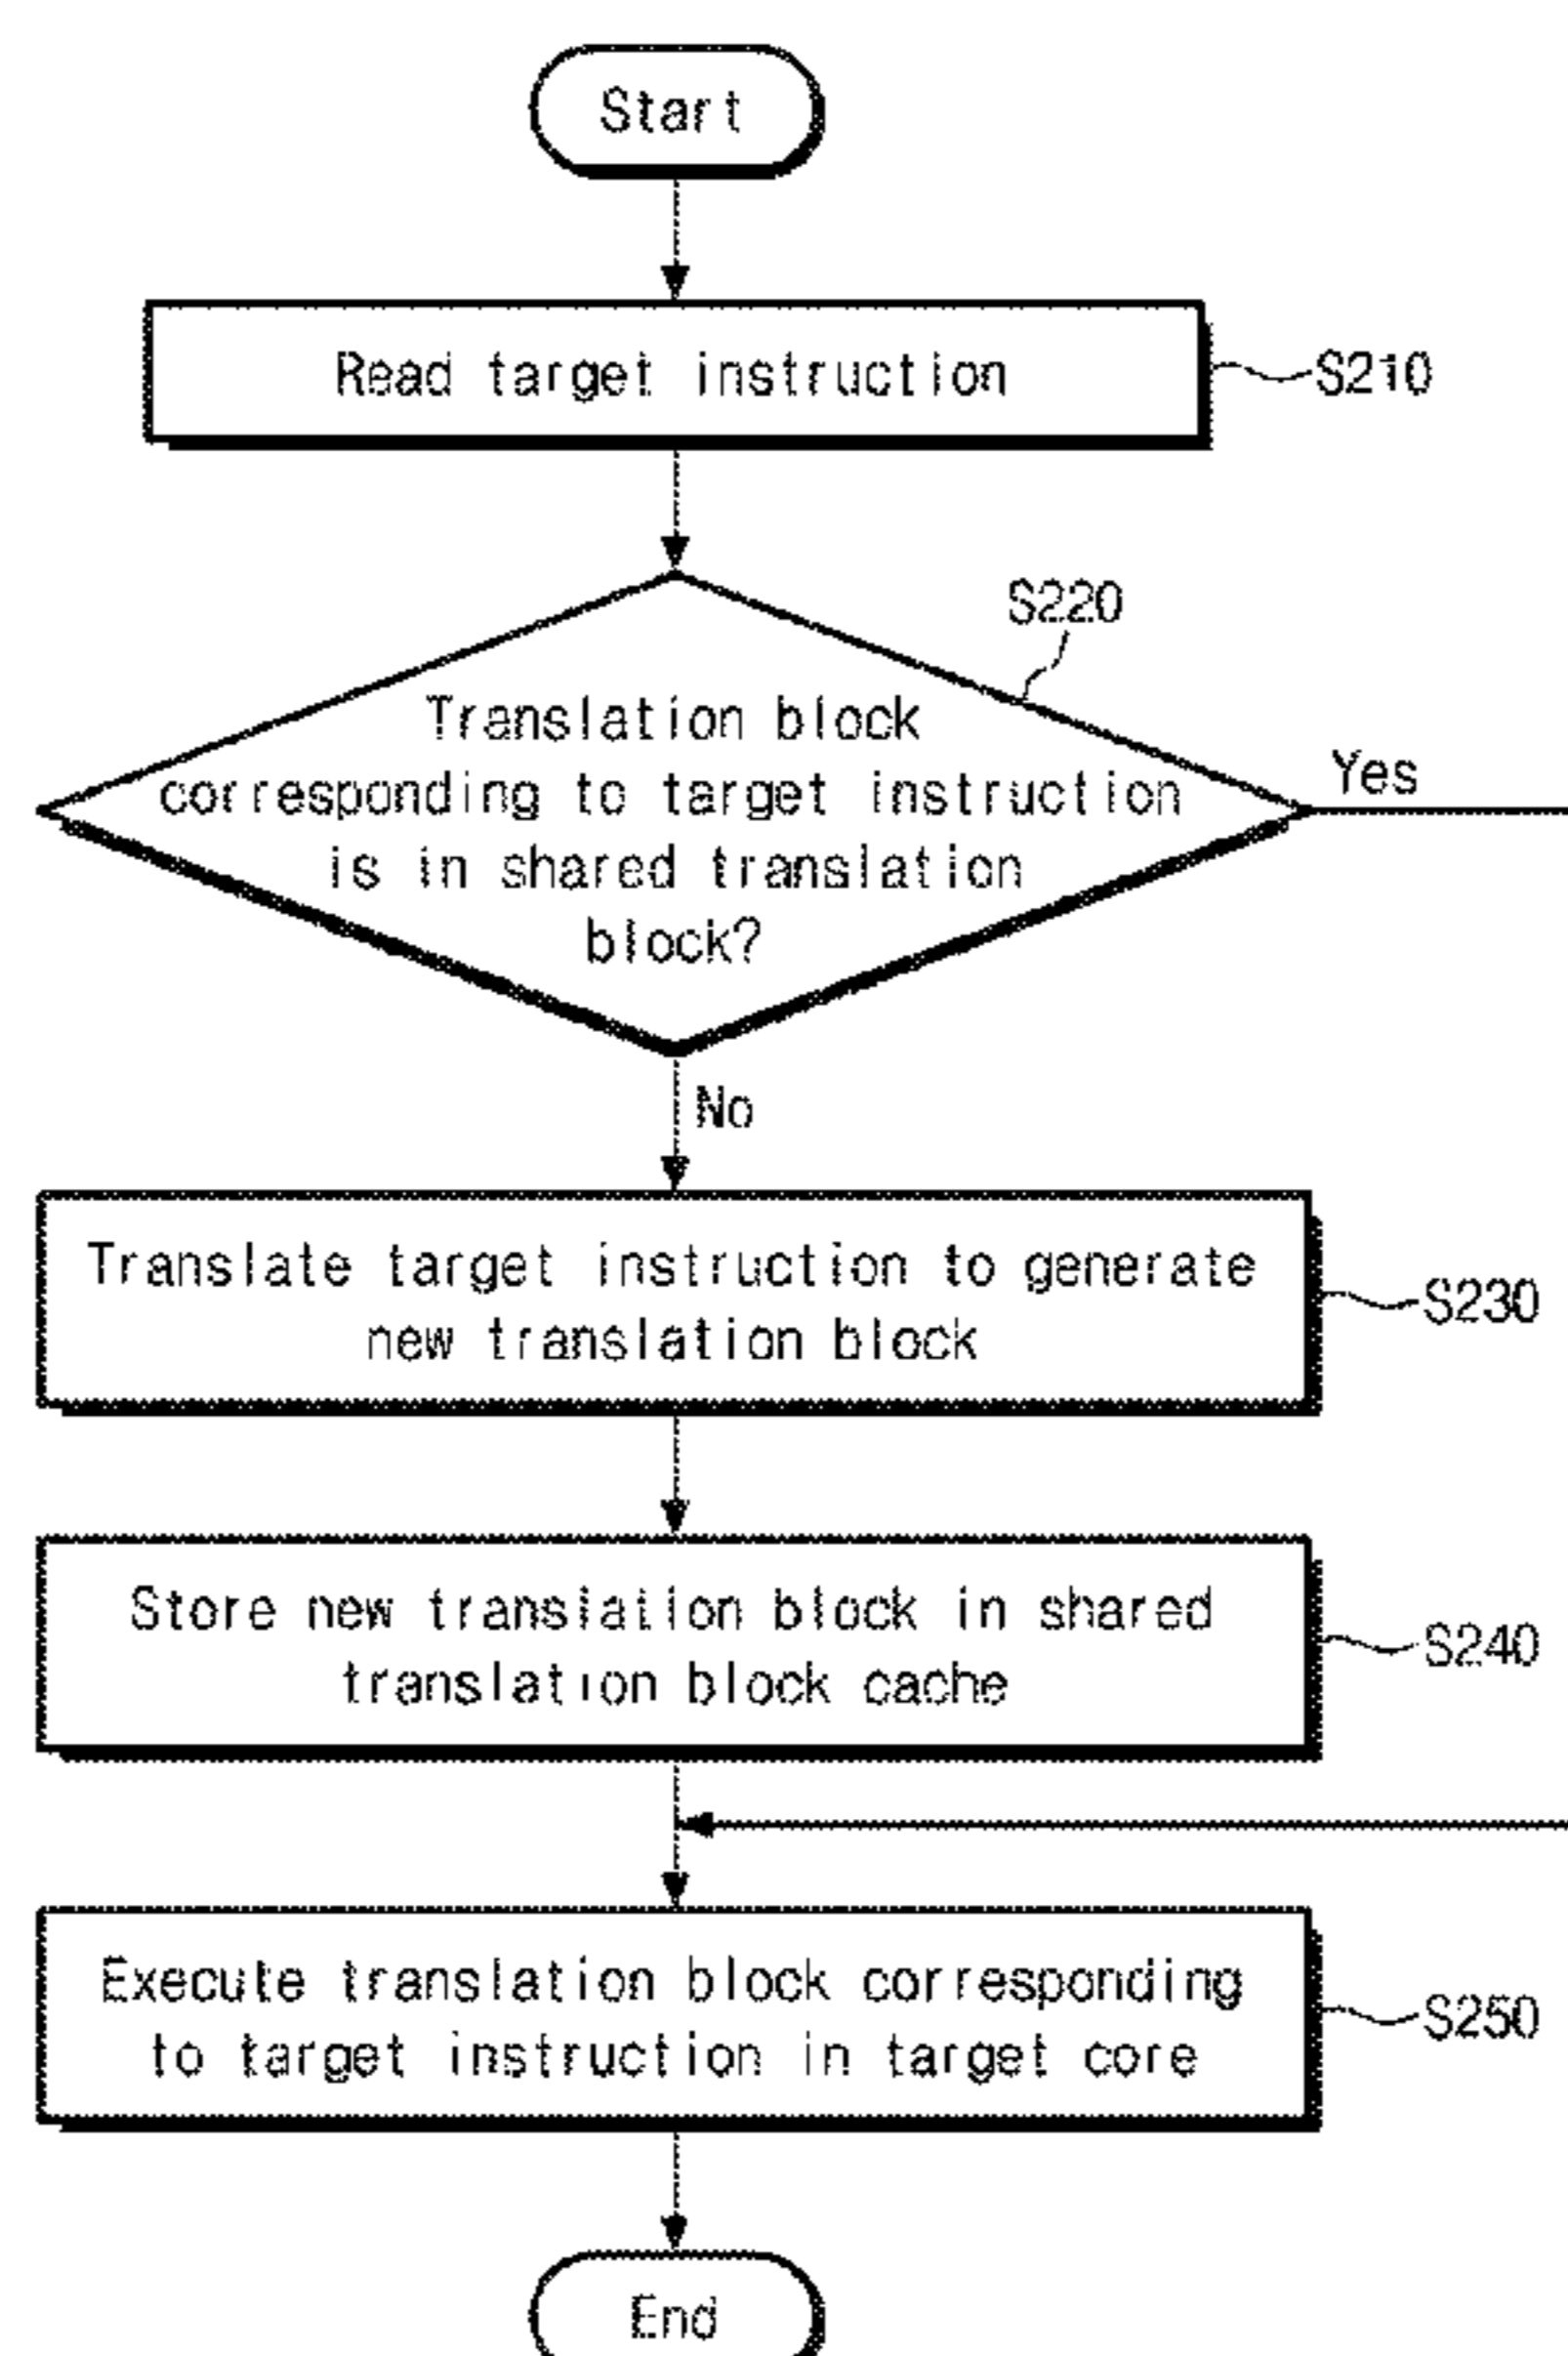 Start
Read target instruction
S210
S220
Translation block
corresponding to target instruction
is in shared translation
block?
Yes
No
Translate target instruction to generate
new translation block
S230
Store new translation block in shared
translation block cache
S240
Execute translation block corresponding
to target instruction in target core
S250
End